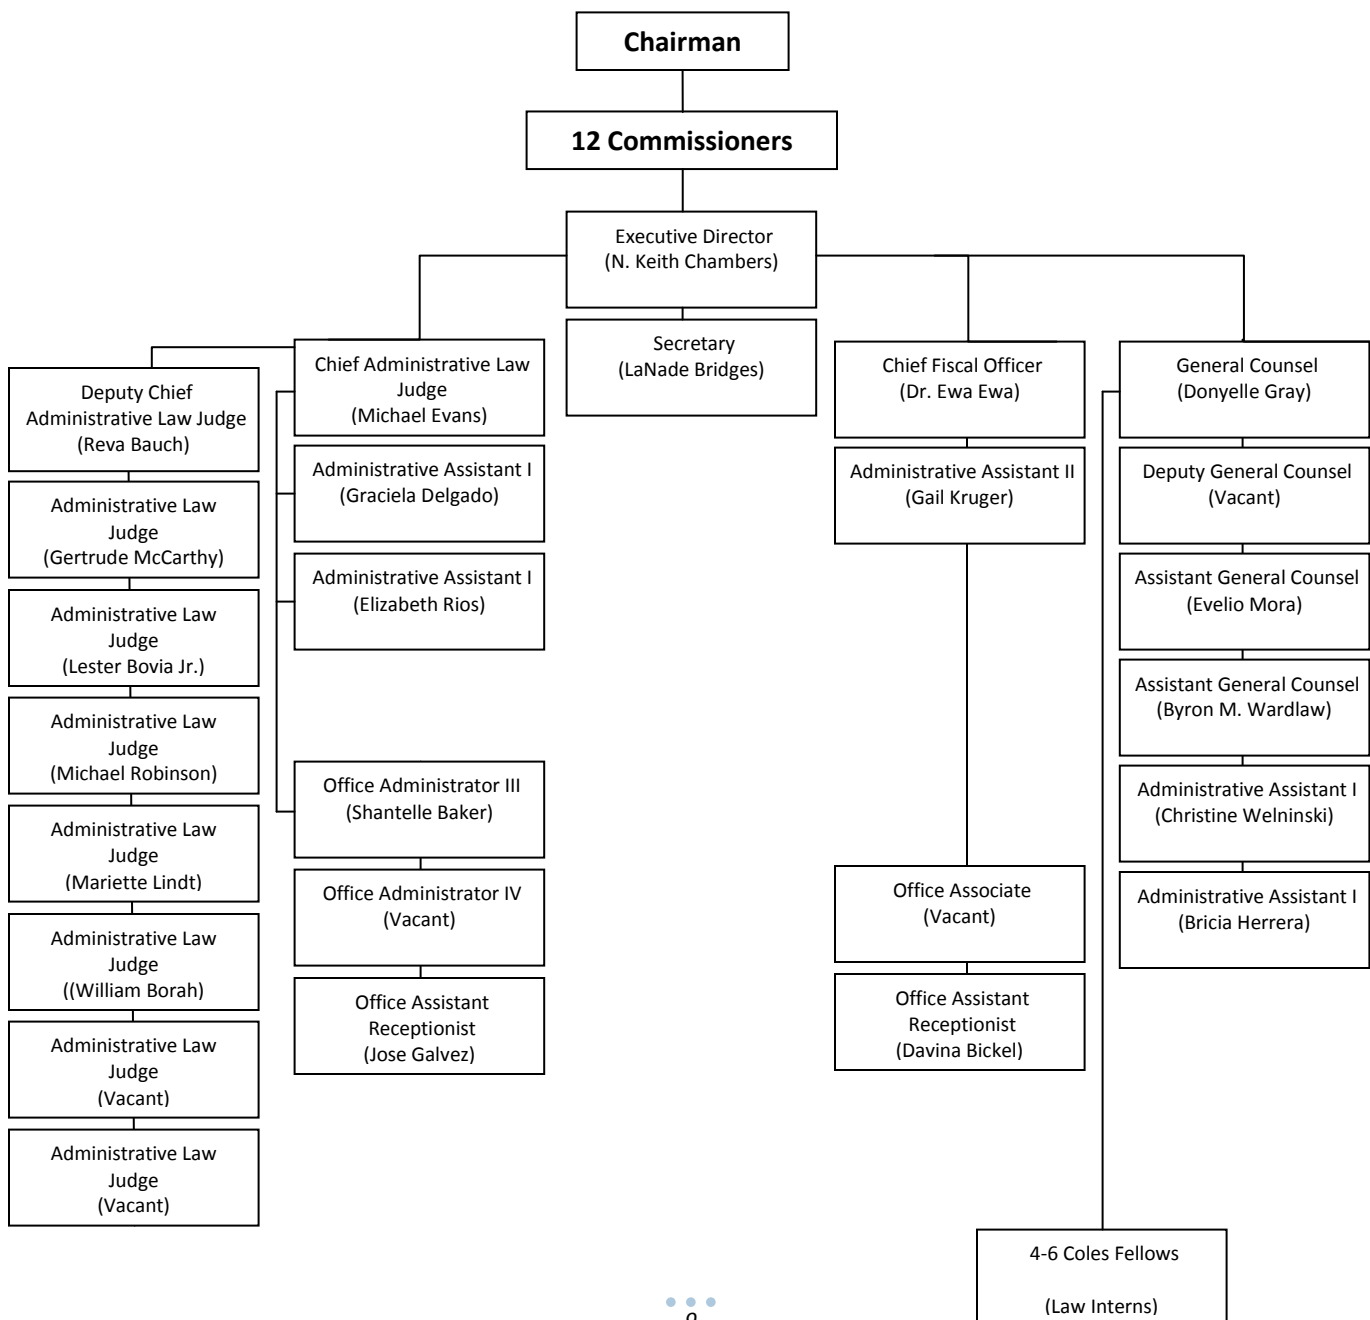 Chairman
12 Commissioners
Executive Director
(N. Keith Chambers)
Secretary
(LaNade Bridges)
Deputy Chief
Administrative Law Judge
(Reva Bauch)
Administrative Law
Judge
(Gertrude McCarthy)
Administrative Law
Judge
(Lester Bovia Jr.)
Administrative Law
Judge
(Michael Robinson)
Administrative Law
Judge
(Mariette Lindt)
Administrative Law
Judge
((William Borah)
Administrative Law
Judge
(Vacant)
Administrative Law
Judge
(Vacant)
Chief Administrative Law
Judge
(Michael Evans)
Administrative Assistant I
(Graciela Delgado)
Administrative Assistant I
(Elizabeth Rios)
Office Administrator III
(Shantelle Baker)
Office Administrator IV
(Vacant)
Office Assistant
Receptionist
(Jose Galvez)
Chief Fiscal Officer
(Dr. Ewa Ewa)
Administrative Assistant II
(Gail Kruger)
Office Associate
(Vacant)
Office Assistant
Receptionist
(Davina Bickel)
General Counsel
(Donyelle Gray)
Deputy General Counsel
(Vacant)
Assistant General Counsel
(Evelio Mora)
Assistant General Counsel
(Byron M. Wardlaw)
Administrative Assistant I
(Christine Welninski)
Administrative Assistant I
(Bricia Herrera)
4-6 Coles Fellows
(Law Interns)